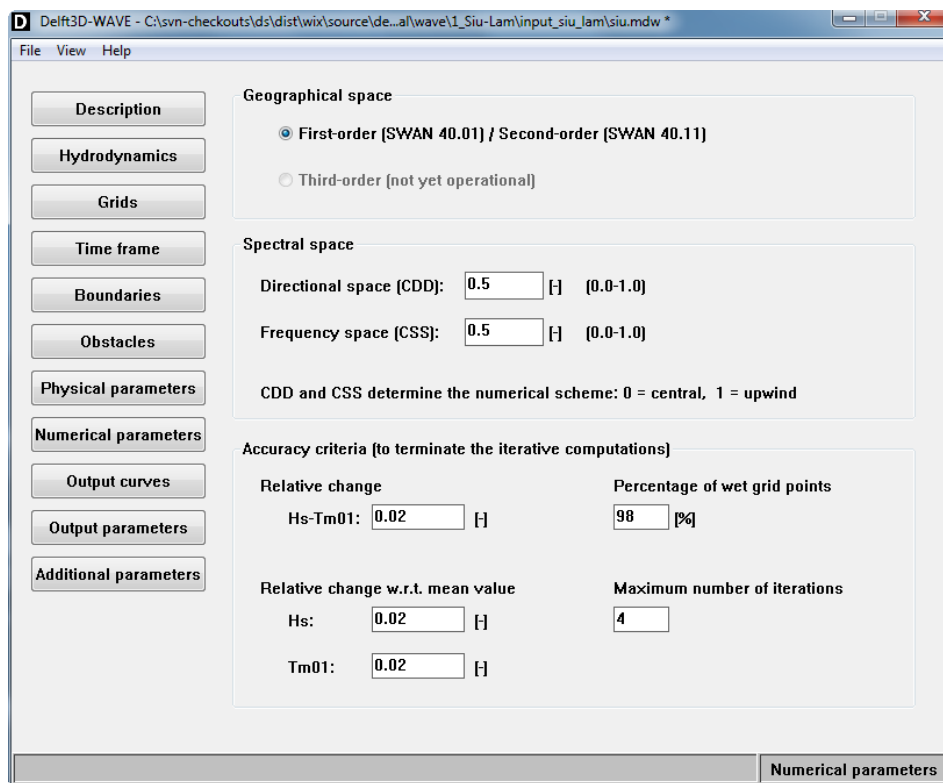 D Delft3D-WAVE - C:\svn-checkouts\ds\dist\wix\source\de...al\wave\1_Siu-Lam\input_siu_lam\siu.mdw *
File View Help
Description
Hydrodynamics
Grids
Time frame
Boundaries
Obstacles
Physical parameters
Numerical parameters
Output curves
Output parameters
Additional parameters
Geographical space
First-order (SWAN 40.01) / Second-order (SWAN 40.11)
Third-order (not yet operational)
Spectral space
Directional space (CDD): 0.5 [-] (0.0-1.0)
Frequency space (CSS): 0.5 [-] (0.0-1.0)
CDD and CSS determine the numerical scheme: 0 = central, 1 = upwind
Accuracy criteria (to terminate the iterative computations)
Relative change
Hs-Tm01: 0.02 [-]
Percentage of wet grid points
98 [%]
Relative change w.r.t. mean value
Hs: 0.02 [-]
Tm01: 0.02 [-]
Maximum number of iterations
4
Numerical parameters